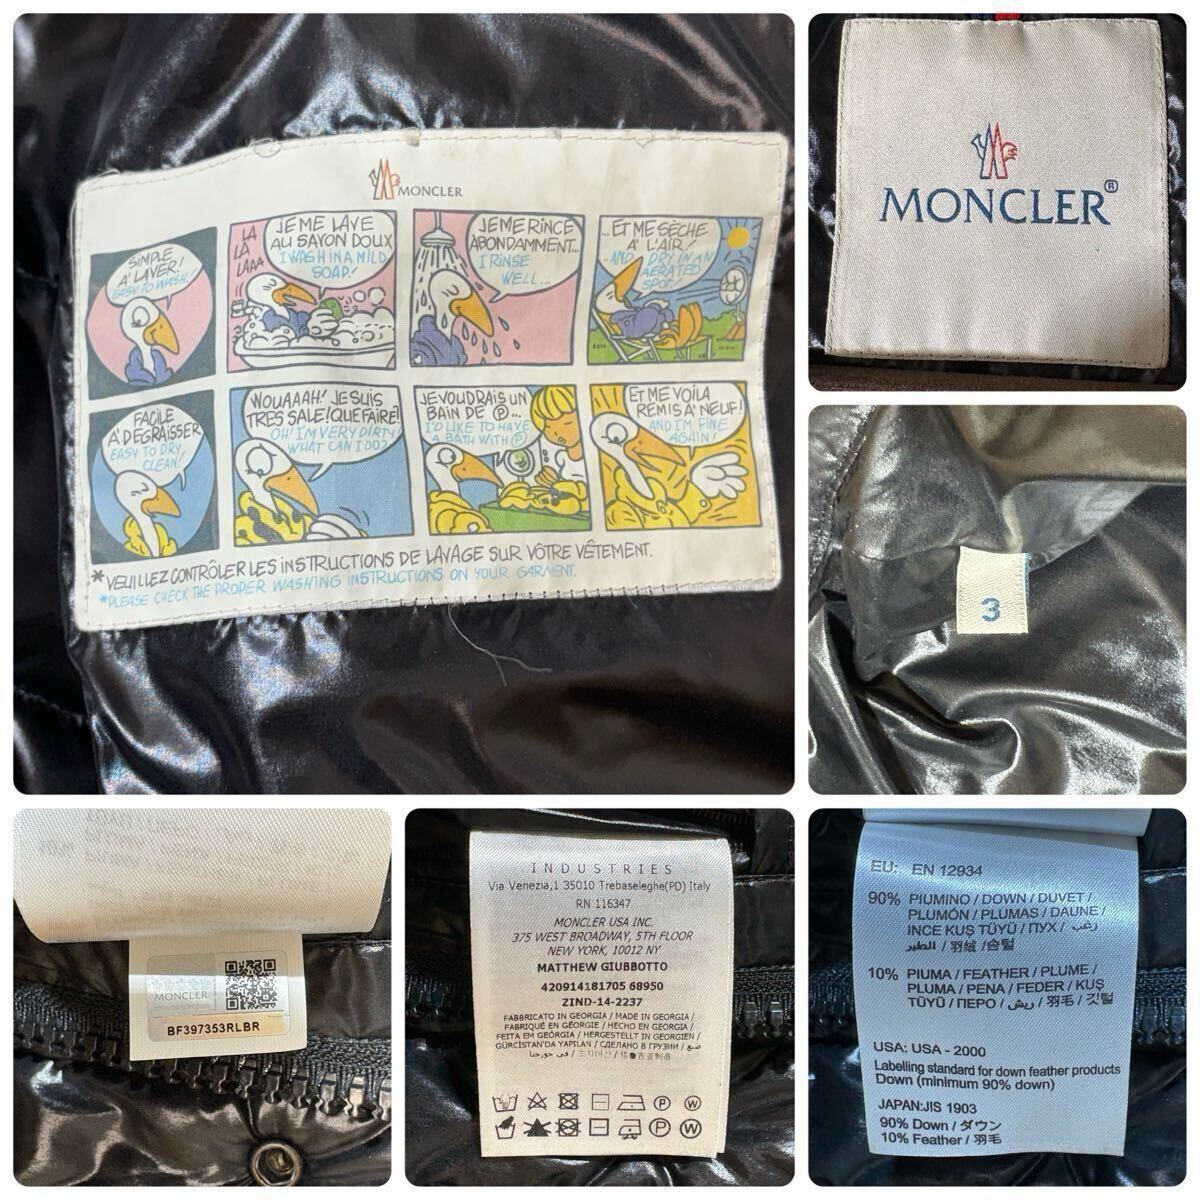 MONCLER
SIMPLE
A' LAVER!
EASY TO WASH!
LA
LA
LAAA
JE ME LAVE
AU SAVON DOUX
I WASH IN A MILD
SOAP!
JE ME RINCE
ABONDAMMENT...
I RINSE
WELL...
...ET ME SÈCHE
A' L'AIR!
-AND I DRY IN AN
AERATED
SPOT.
FACILE
A' DEGRAISSER
EASY TO DRY
CLEAN!
WOUAAAH! JE SUIS
TRES SALE! QUE FAIRE?
OH! I'M VERY DIRTY
WHAT CAN I DO?
JE VOUDRAIS UN
BAIN DE Ⓟ...
I'D LIKE TO HAVE
A BATH WITH Ⓟ
ET ME VOILA
REMIS A' NEUF!
AND I'M FINE
AGAIN!
* VEUILLEZ CONTRÔLER LES INSTRUCTIONS DE LAVAGE SUR VÔTRE VÊTEMENT.
*PLEASE CHECK THE PROPER WASHING INSTRUCTIONS ON YOUR GARMENT.
MONCLER®
3
MONCLER
BF397353RLBR
INDUSTRIES
Via Venezia,1 35010 Trebaseleghe(PD) Italy
RN 116347
MONCLER USA INC.
375 WEST BROADWAY, 5TH FLOOR
NEW YORK, 10012 NY
MATTHEW GIUBBOTTO
420914181705 68950
ZIND-14-2237
FABBRICATO IN GEORGIA / MADE IN GEORGIA /
FABRIQUÉ EN GÉORGIE / HECHO EN GEORGIA /
FEITA EM GEÓRGIA / HERGESTELLT IN GEORGIEN /
GÜRCİSTAN'DA YAPILAN / СДЕЛАНО В ГРУЗИИ /
EU: EN 12934
90% PIUMINO / DOWN / DUVET /
PLUMÓN / PLUMAS / DAUNE /
INCE KUŞ TÜYÜ / ПУХ / زغب
الطير / 羽绒 / 솜털
10% PIUMA / FEATHER / PLUME /
PLUMA / PENA / FEDER / KUŞ
TÜYÜ / ПЕРО / ريش / 羽毛 / 깃털
USA: USA - 2000
Labelling standard for down feather products
Down (minimum 90% down)
JAPAN:JIS 1903
90% Down / ダウン
10% Feather / 羽毛